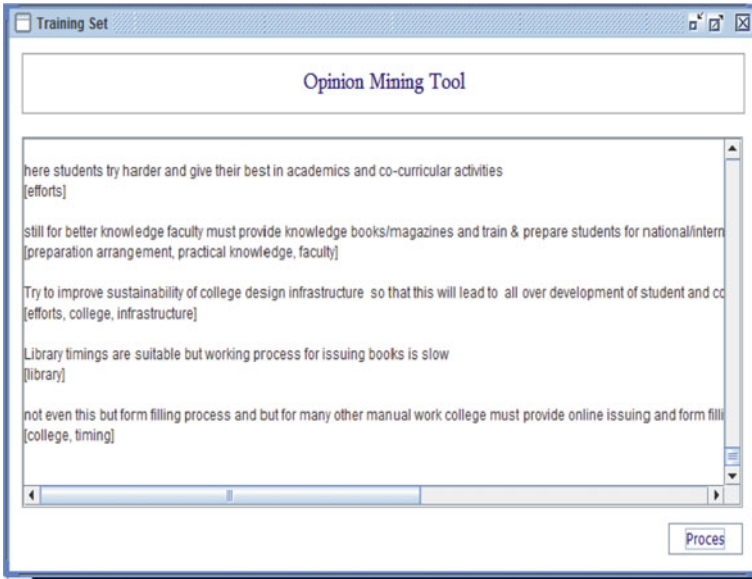 Training Set
Opinion Mining Tool
here students try harder and give their best in academics and co-curricular activities
[efforts]
still for better knowledge faculty must provide knowledge books/magazines and train & prepare students for national/intern
[preparation arrangement, practical knowledge, faculty]
Try to improve sustainability of college design infrastructure so that this will lead to all over development of student and co
[efforts, college, infrastructure]
Library timings are suitable but working process for issuing books is slow
[library]
not even this but form filling process and but for many other manual work college must provide online issuing and form filli
[college, timing]
Proces